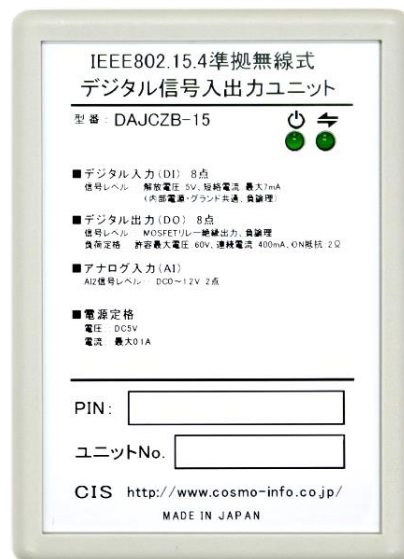 IEEE802.15.4準拠無線式
デジタル信号入出力ユニット
型番: DAJCZB-15
■デジタル入力(DI) 8点
信号レベル 解放電圧 5V、短絡電流 最大7mA
(内部電源・グランド共通、負論理)
■デジタル出力(DO) 8点
信号レベル MOSFETリレー絶縁出力、負論理
負荷定格 許容最大電圧 60V、連続電流 400mA、ON抵抗:2Ω
■アナログ入力(AI)
AI2信号レベル DC0~12V 2点
■電源定格
電圧 DC5V
電流 最大0.1A
PIN:
ユニットNo.
CIS http://www.cosmo-info.co.jp/
MADE IN JAPAN